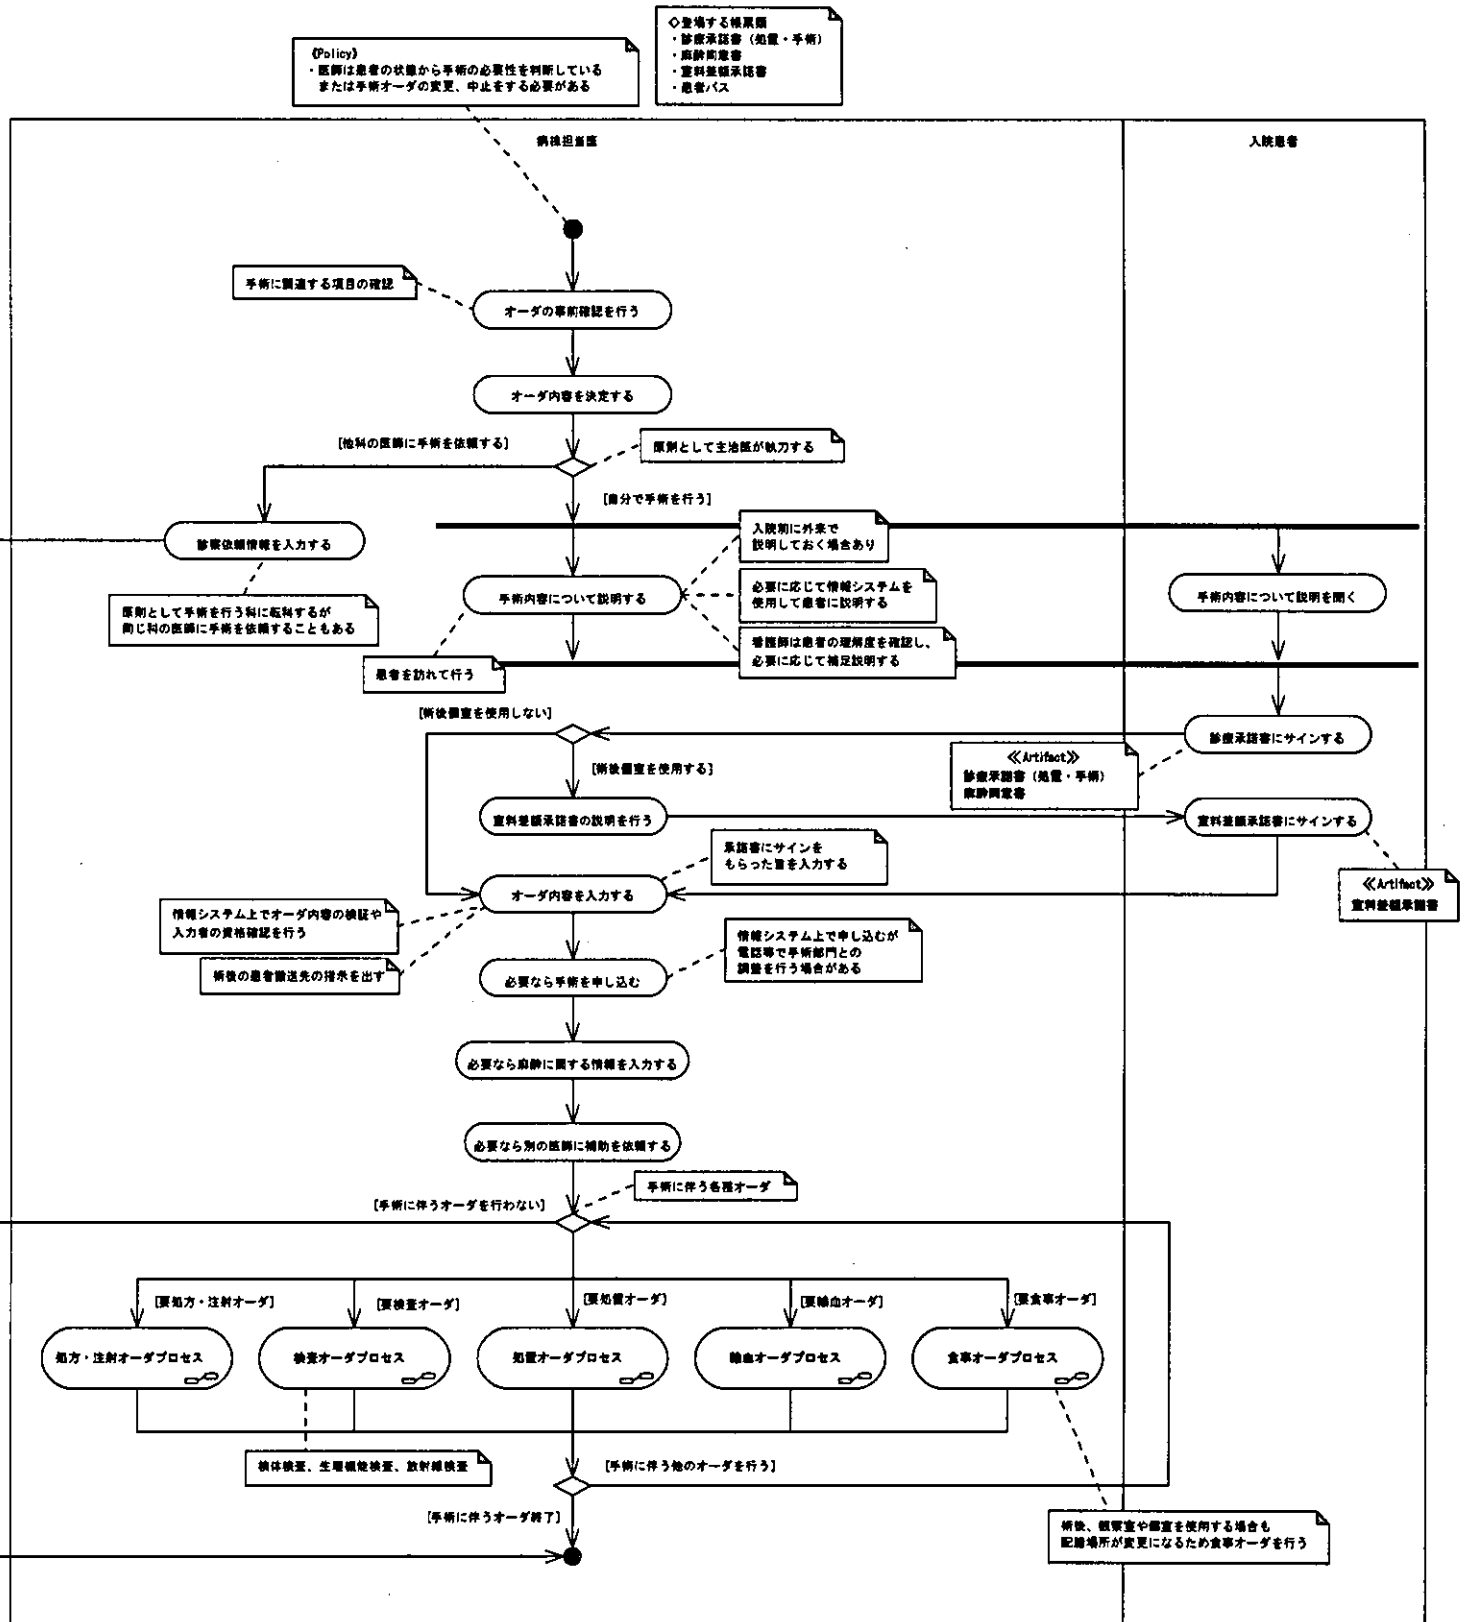 ◇登場する帳票類
・診療承諾書（処置・手術）
・麻酔同意書
・室料差額承諾書
・患者パス
《Policy》
・医師は患者の状態から手術の必要性を判断している
または手術オーダの変更、中止をする必要がある
病棟担当医
入院患者
手術に関連する項目の確認
オーダの事前確認を行う
オーダ内容を決定する
[他科の医師に手術を依頼する]
原則として主治医が執刀する
[自分で手術を行う]
診察依頼情報を入力する
入院前に外来で
説明しておく場合あり
手術内容について説明する
必要に応じて情報システムを
使用して患者に説明する
手術内容について説明を聞く
原則として手術を行う科に転科するが
同じ科の医師に手術を依頼することもある
看護師は患者の理解度を確認し、
必要に応じて補足説明する
患者を訪れて行う
[術後個室を使用しない]
診療承諾書にサインする
≪Artifact≫
診療承諾書（処置・手術）
麻酔同意書
[術後個室を使用する]
室料差額承諾書の説明を行う
室料差額承諾書にサインする
承諾書にサインを
もらった旨を入力する
オーダ内容を入力する
≪Artifact≫
室料差額承諾書
情報システム上でオーダ内容の検証や
入力者の資格確認を行う
情報システム上で申し込むが
電話等で手術部門との
調整を行う場合がある
術後の患者搬送先の指示を出す
必要なら手術を申し込む
必要なら麻酔に関する情報を入力する
必要なら別の医師に補助を依頼する
手術に伴う各種オーダ
[手術に伴うオーダを行わない]
[要処方・注射オーダ]
[要検査オーダ]
[要処置オーダ]
[要輸血オーダ]
[要食事オーダ]
処方・注射オーダプロセス
検査オーダプロセス
処置オーダプロセス
輸血オーダプロセス
食事オーダプロセス
検体検査、生理機能検査、放射線検査
[手術に伴う他のオーダを行う]
[手術に伴うオーダ終了]
術後、観察室や個室を使用する場合も
配膳場所が変更になるため食事オーダを行う